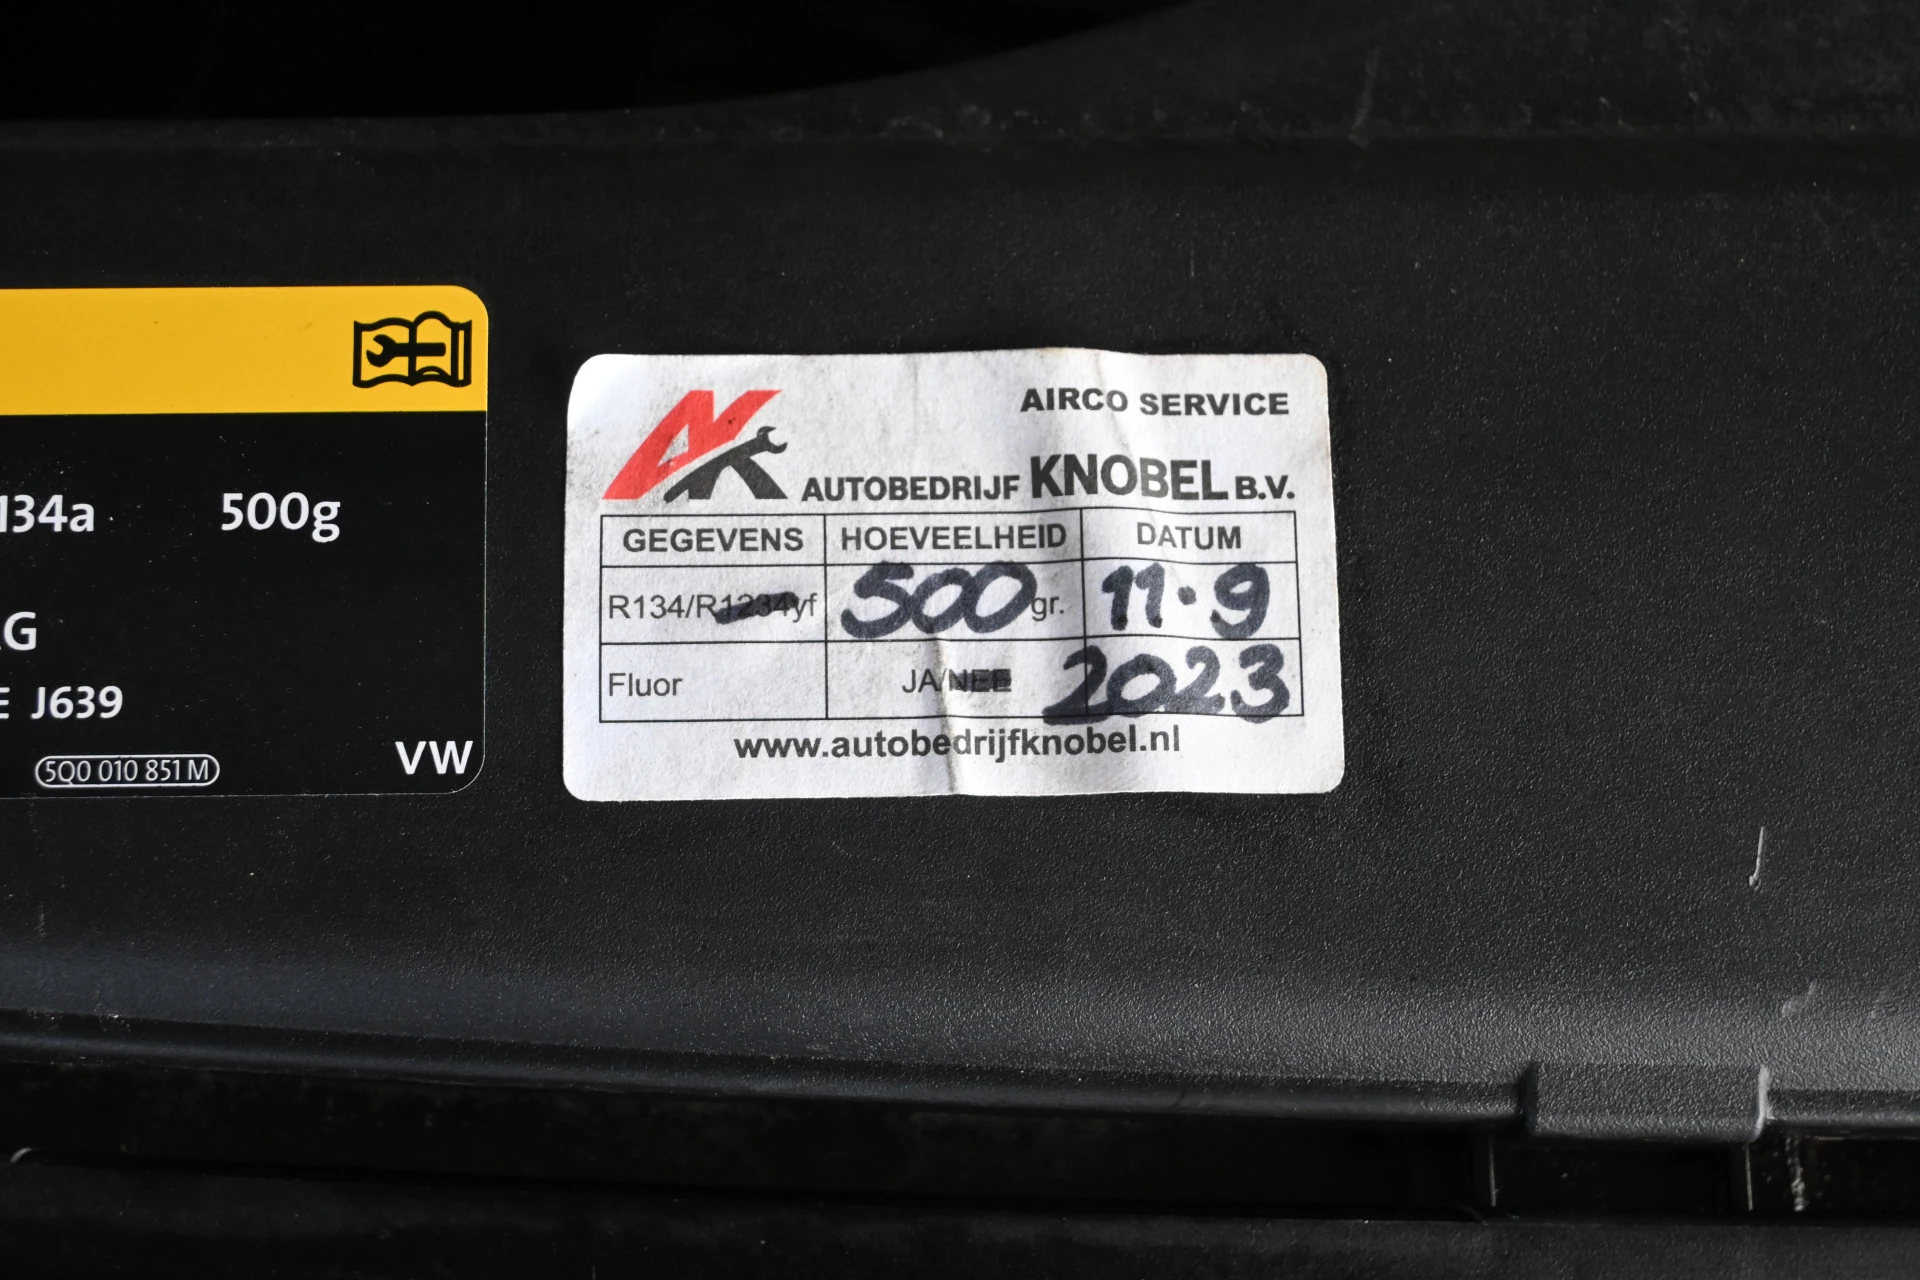 134a 500g
G
E J639
5Q0 010 851 M
VW
AIRCO SERVICE
AUTOBEDRIJF KNOBEL B.V.
GEGEVENS HOEVEELHEID DATUM
R134/R1234yf 500 gr. 11·9
Fluor JA/NEE 2023
www.autobedrijfknobel.nl